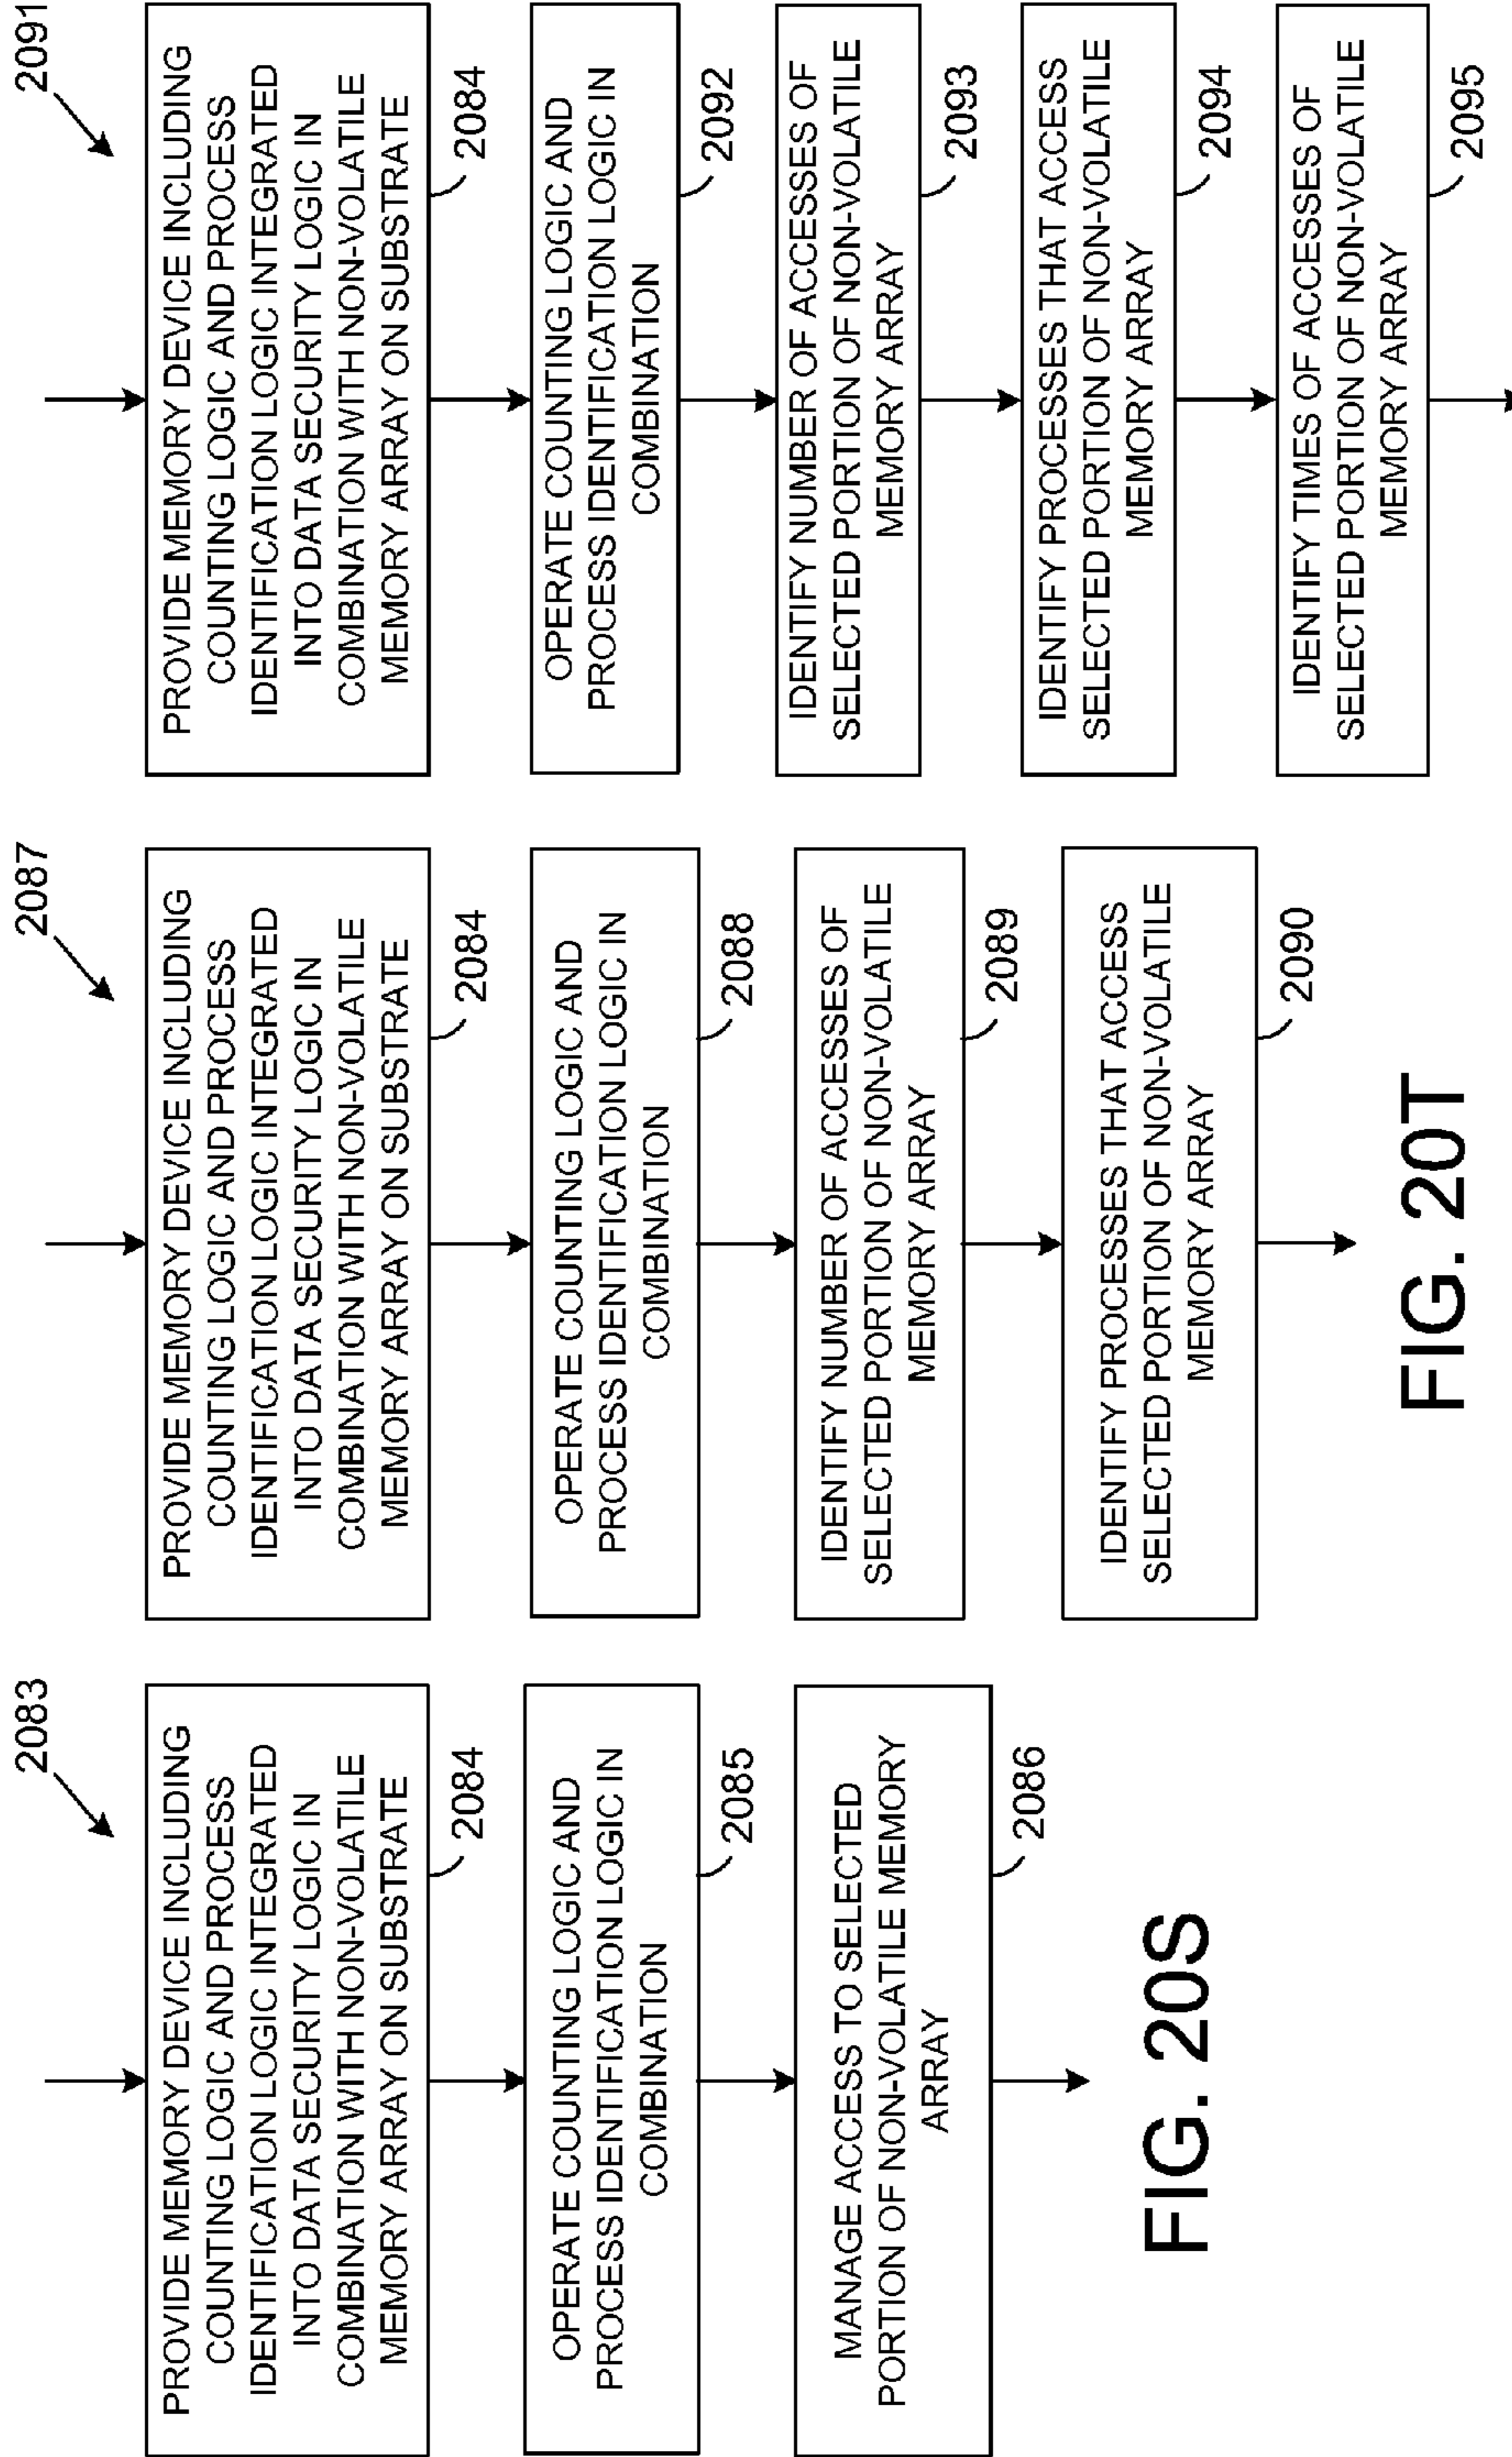 2083
PROVIDE MEMORY DEVICE INCLUDING
COUNTING LOGIC AND PROCESS
IDENTIFICATION LOGIC INTEGRATED
INTO DATA SECURITY LOGIC IN
COMBINATION WITH NON-VOLATILE
MEMORY ARRAY ON SUBSTRATE
2084
OPERATE COUNTING LOGIC AND
PROCESS IDENTIFICATION LOGIC IN
COMBINATION
2085
MANAGE ACCESS TO SELECTED
PORTION OF NON-VOLATILE MEMORY
ARRAY
2086
FIG. 20S
2087
PROVIDE MEMORY DEVICE INCLUDING
COUNTING LOGIC AND PROCESS
IDENTIFICATION LOGIC INTEGRATED
INTO DATA SECURITY LOGIC IN
COMBINATION WITH NON-VOLATILE
MEMORY ARRAY ON SUBSTRATE
2084
OPERATE COUNTING LOGIC AND
PROCESS IDENTIFICATION LOGIC IN
COMBINATION
2088
IDENTIFY NUMBER OF ACCESSES OF
SELECTED PORTION OF NON-VOLATILE
MEMORY ARRAY
2089
IDENTIFY PROCESSES THAT ACCESS
SELECTED PORTION OF NON-VOLATILE
MEMORY ARRAY
2090
FIG. 20T
2091
PROVIDE MEMORY DEVICE INCLUDING
COUNTING LOGIC AND PROCESS
IDENTIFICATION LOGIC INTEGRATED
INTO DATA SECURITY LOGIC IN
COMBINATION WITH NON-VOLATILE
MEMORY ARRAY ON SUBSTRATE
2084
OPERATE COUNTING LOGIC AND
PROCESS IDENTIFICATION LOGIC IN
COMBINATION
2092
IDENTIFY NUMBER OF ACCESSES OF
SELECTED PORTION OF NON-VOLATILE
MEMORY ARRAY
2093
IDENTIFY PROCESSES THAT ACCESS
SELECTED PORTION OF NON-VOLATILE
MEMORY ARRAY
2094
IDENTIFY TIMES OF ACCESSES OF
SELECTED PORTION OF NON-VOLATILE
MEMORY ARRAY
2095